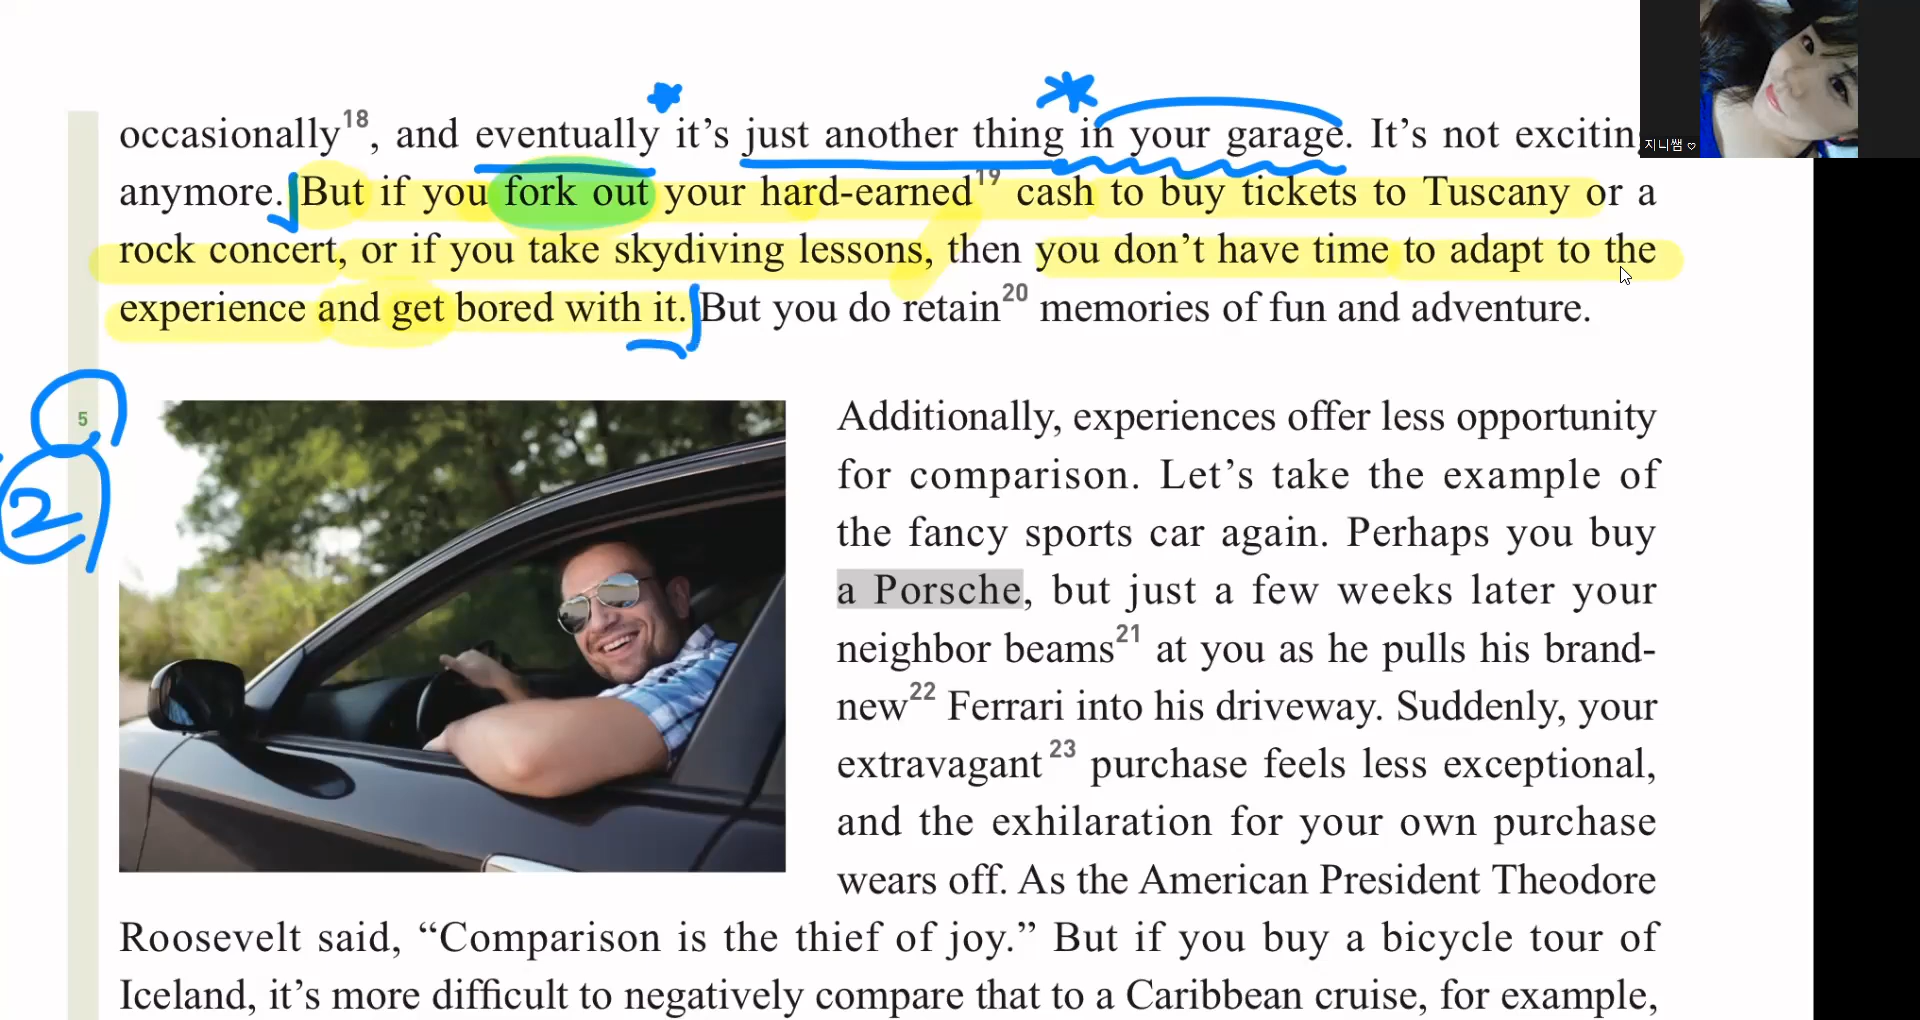 occasionally18, and eventually it’s just another thing in your garage. It’s not exciting
지니쌤 ♡
anymore. But if you fork out your hard-earned19 cash to buy tickets to Tuscany or a
rock concert, or if you take skydiving lessons, then you don’t have time to adapt to the
experience and get bored with it. But you do retain20 memories of fun and adventure.
5
2
Additionally, experiences offer less opportunity
for comparison. Let’s take the example of
the fancy sports car again. Perhaps you buy
a Porsche, but just a few weeks later your
neighbor beams21 at you as he pulls his brand-
new22 Ferrari into his driveway. Suddenly, your
extravagant23 purchase feels less exceptional,
and the exhilaration for your own purchase
wears off. As the American President Theodore
Roosevelt said, “Comparison is the thief of joy.” But if you buy a bicycle tour of
Iceland, it’s more difficult to negatively compare that to a Caribbean cruise, for example,